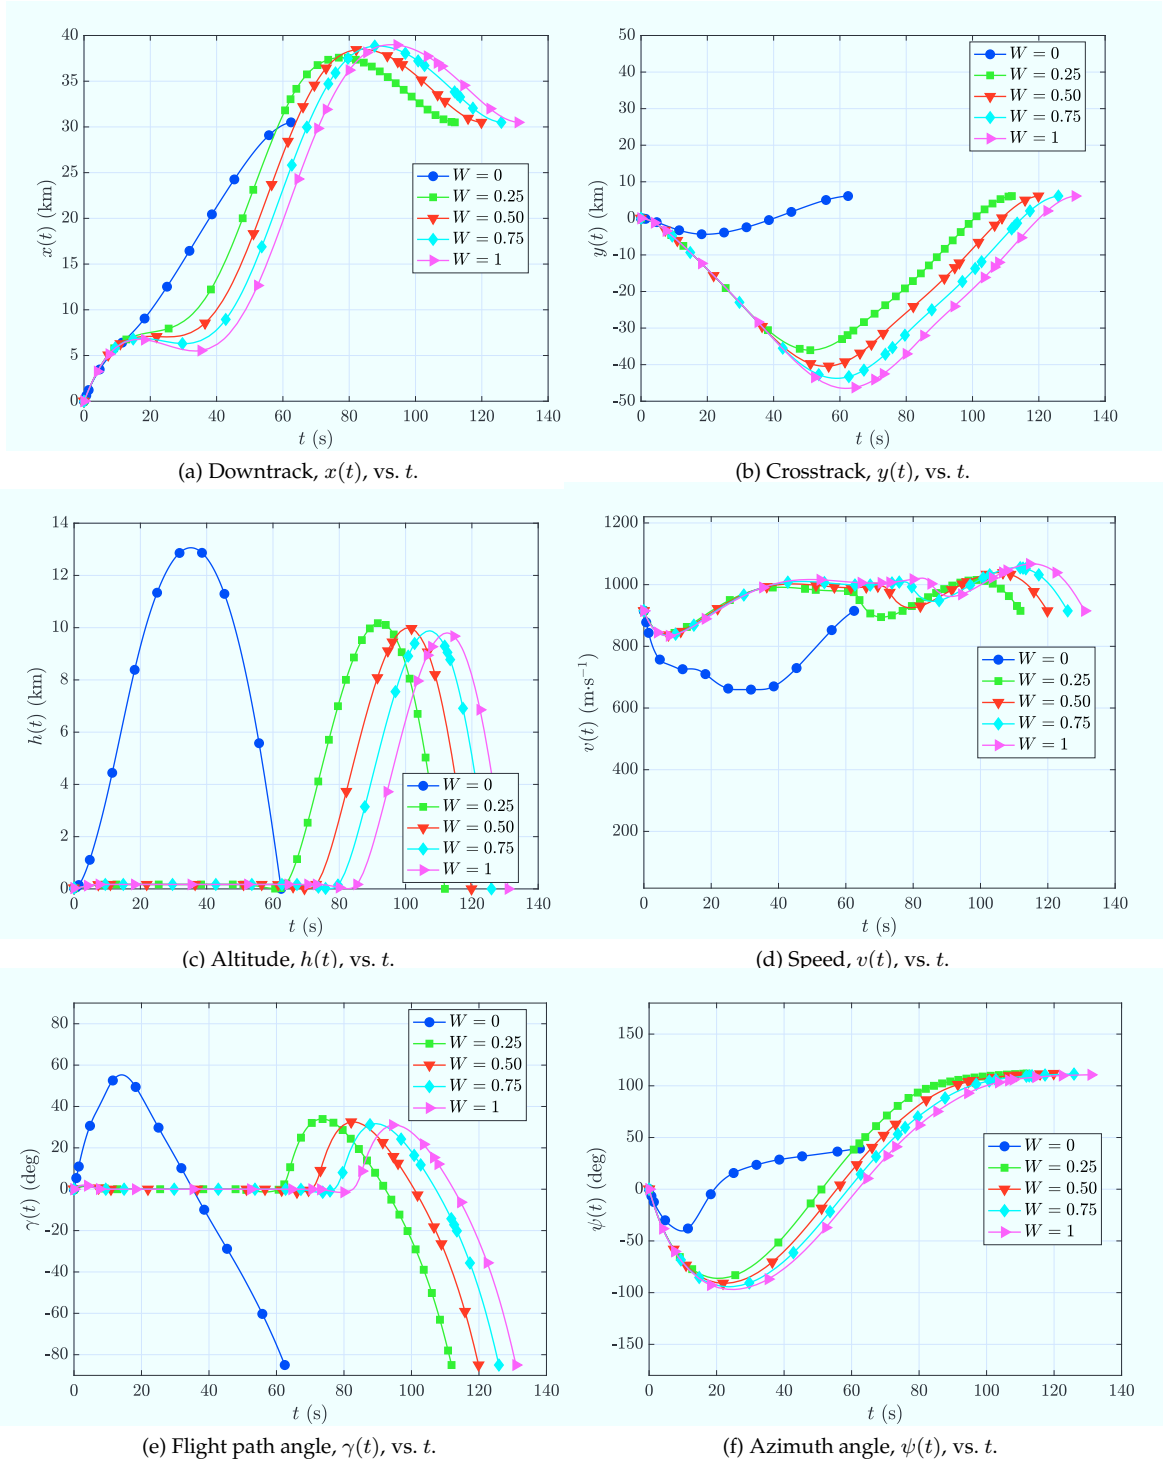 40
35
30
25
20
15
10
5
0
x(t) (km)
0 20 40 60 80 100 120 140
t (s)
W = 0
W = 0.25
W = 0.50
W = 0.75
W = 1
(a) Downtrack, x(t), vs. t.
50
40
30
20
10
0
-10
-20
-30
-40
-50
y(t) (km)
0 20 40 60 80 100 120 140
t (s)
W = 0
W = 0.25
W = 0.50
W = 0.75
W = 1
(b) Crosstrack, y(t), vs. t.
14
12
10
8
6
4
2
0
h(t) (km)
0 20 40 60 80 100 120 140
t (s)
W = 0
W = 0.25
W = 0.50
W = 0.75
W = 1
(c) Altitude, h(t), vs. t.
1200
1000
800
600
400
200
v(t) (m·s⁻¹)
0 20 40 60 80 100 120 140
t (s)
W = 0
W = 0.25
W = 0.50
W = 0.75
W = 1
(d) Speed, v(t), vs. t.
80
60
40
20
0
-20
-40
-60
-80
γ(t) (deg)
0 20 40 60 80 100 120 140
t (s)
W = 0
W = 0.25
W = 0.50
W = 0.75
W = 1
(e) Flight path angle, γ(t), vs. t.
150
100
50
0
-50
-100
-150
ψ(t) (deg)
0 20 40 60 80 100 120 140
t (s)
W = 0
W = 0.25
W = 0.50
W = 0.75
W = 1
(f) Azimuth angle, ψ(t), vs. t.